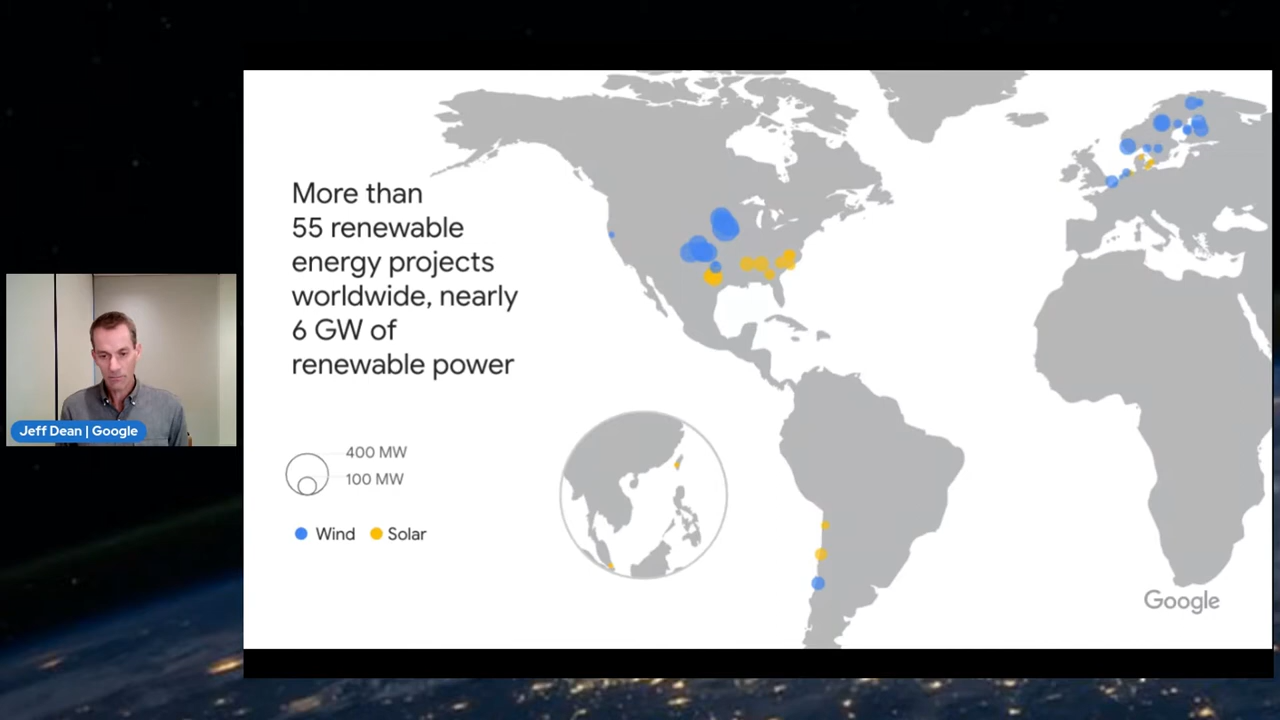 More than
55 renewable
energy projects
worldwide, nearly
6 GW of
renewable power
Jeff Dean | Google
400 MW
100 MW
Wind Solar
Google